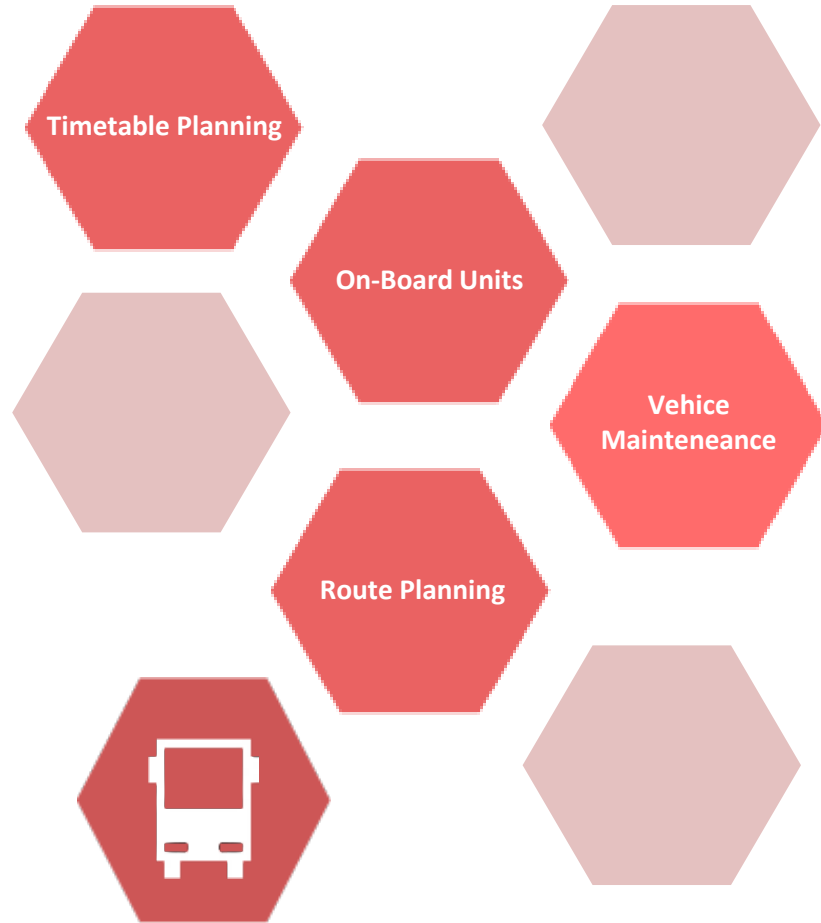 Timetable Planning
On-Board Units
Vehice
Mainteneance
Route Planning